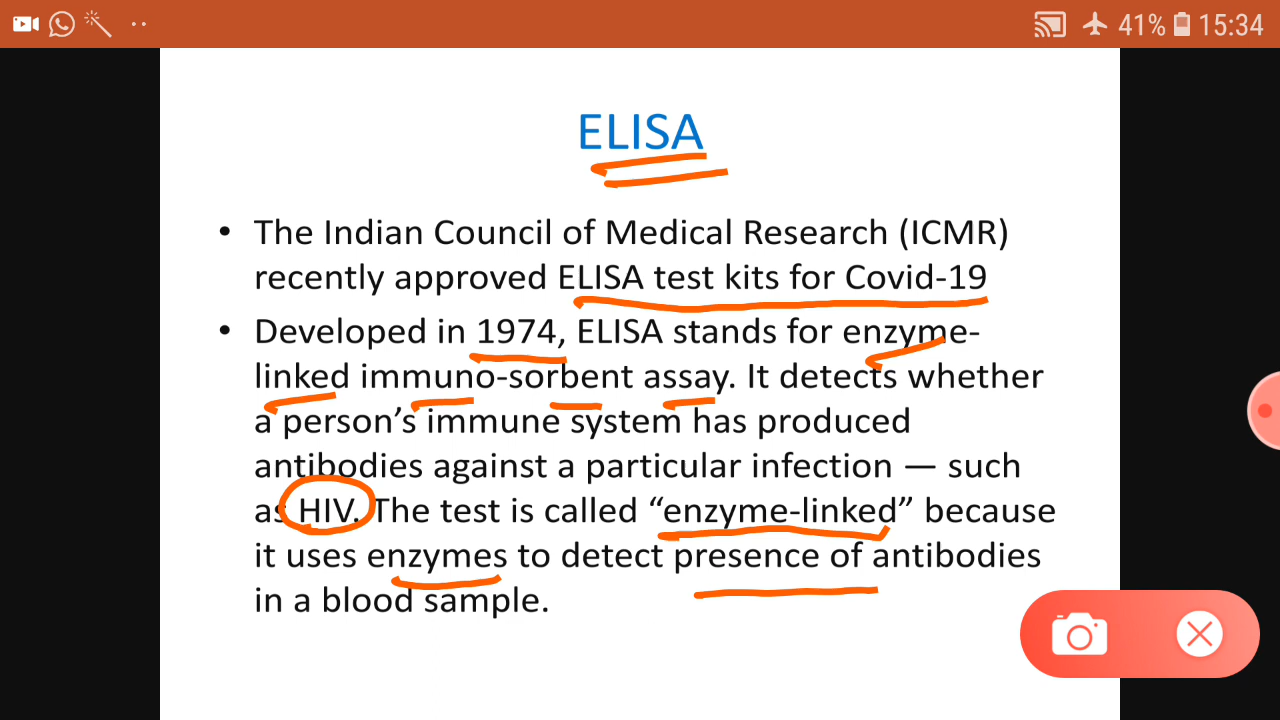 41% 15:34
ELISA
• The Indian Council of Medical Research (ICMR)
recently approved ELISA test kits for Covid-19
• Developed in 1974, ELISA stands for enzyme-
linked immuno-sorbent assay. It detects whether
a person’s immune system has produced
antibodies against a particular infection — such
as HIV. The test is called “enzyme-linked” because
it uses enzymes to detect presence of antibodies
in a blood sample.